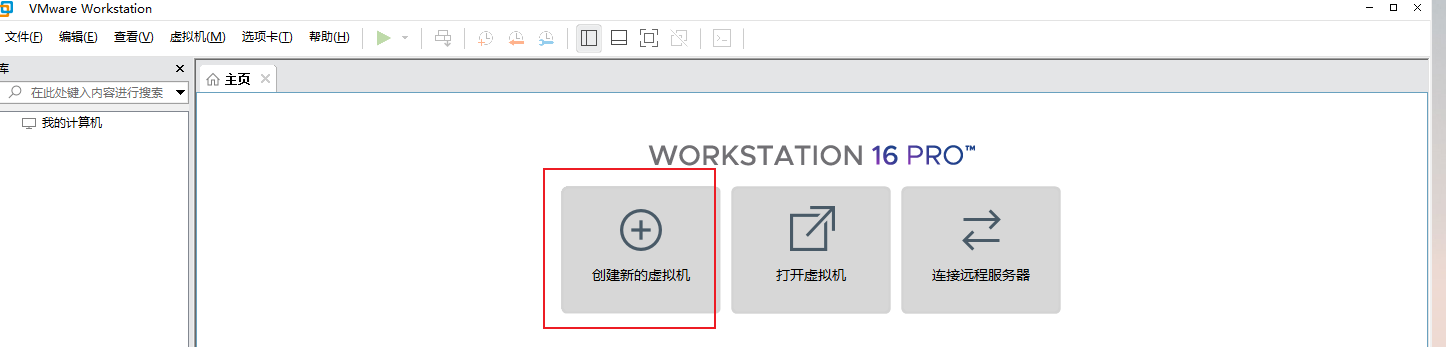 VMware Workstation
文件(F) 编辑(E) 查看(V) 虚拟机(M) 选项卡(T) 帮助(H)
库
主页
在此处键入内容进行搜索
我的计算机
WORKSTATION 16 PRO™
创建新的虚拟机 打开虚拟机 连接远程服务器